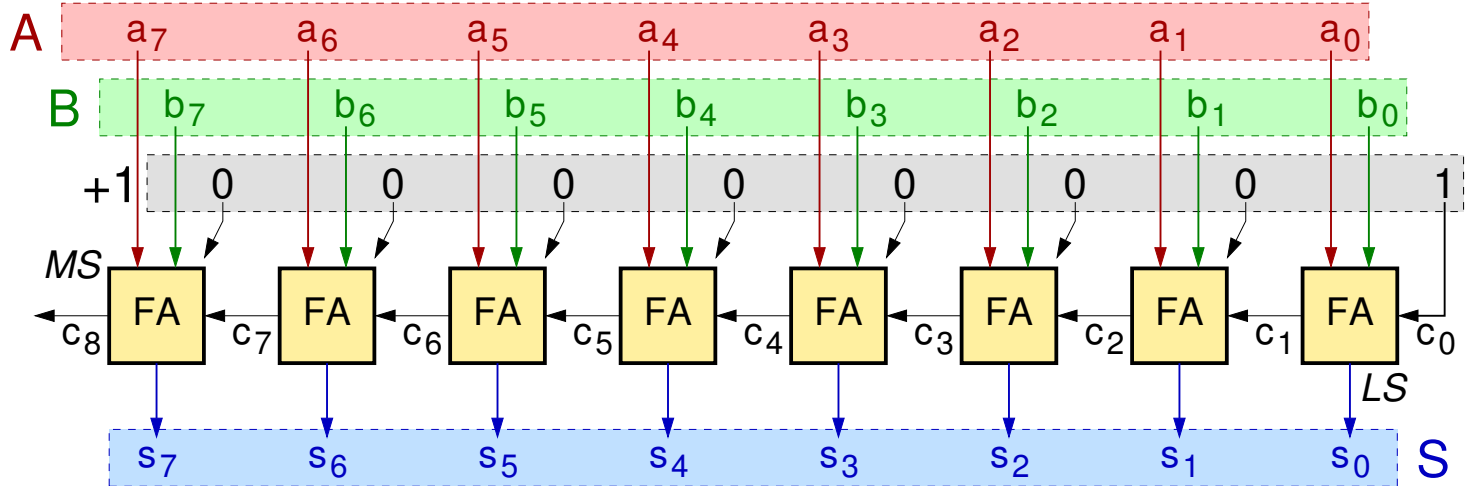 A a₇ a₆ a₅ a₄ a₃ a₂ a₁ a₀
B b₇ b₆ b₅ b₄ b₃ b₂ b₁ b₀
+1 0 0 0 0 0 0 0 1
MS
FA FA FA FA FA FA FA FA
c₈ c₇ c₆ c₅ c₄ c₃ c₂ c₁ c₀
LS
s₇ s₆ s₅ s₄ s₃ s₂ s₁ s₀ S